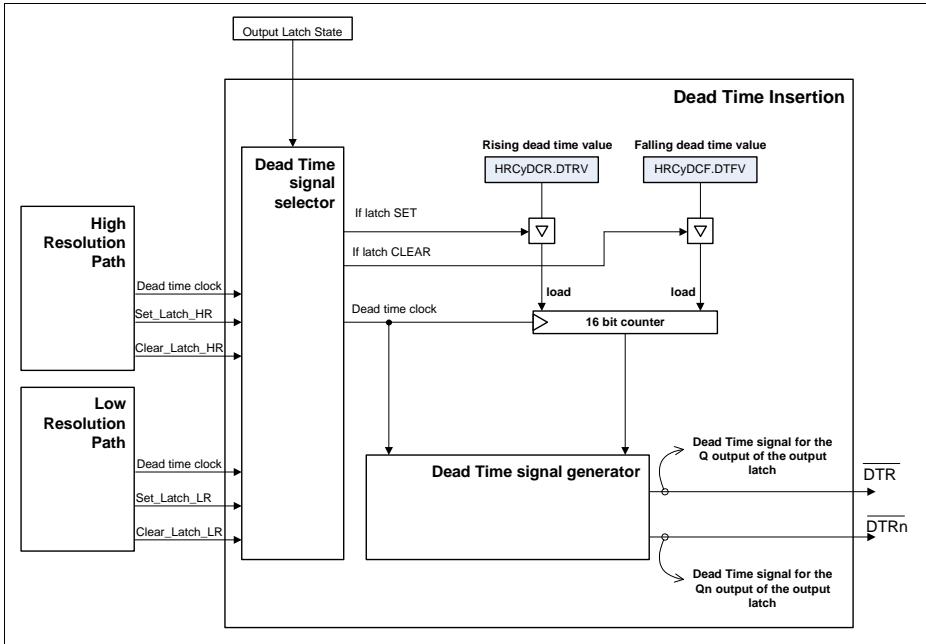 Output Latch State
Dead Time Insertion
Dead Time
signal
selector
Rising dead time value
Falling dead time value
HRCyDCR.DTRV
HRCyDCF.DTFV
If latch SET
If latch CLEAR
load
load
Dead time clock
16 bit counter
High
Resolution
Path
Dead time clock
Set_Latch_HR
Clear_Latch_HR
Low
Resolution
Path
Dead time clock
Set_Latch_LR
Clear_Latch_LR
Dead Time signal generator
Dead Time signal for the
Q output of the output
latch
DTR
DTRn
Dead Time signal for the
Qn output of the output
latch